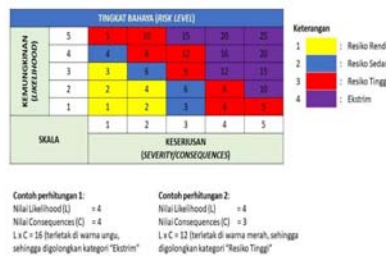 TINGKAT BAHAYA (RISK LEVEL)
KEMUNGKINAN (LIKELIHOOD)
5 5 10 15 20 25
4 4 8 12 16 20
3 3 6 9 12 15
2 2 4 6 8 10
1 1 2 3 4 5
SKALA
1 2 3 4 5
KESERIUSAN
(SEVERITY/CONSEQUENCES)
Keterangan
1 : Resiko Rend
2 : Resiko Sedan
3 : Resiko Tingg
4 : Ekstrim
Contoh perhitungan 1:
Nilai Likelihood (L) = 4
Nilai Consequences (C) = 4
L x C = 16 (terletak di warna ungu,
sehingga digolongkan kategori "Ekstrim"
Contoh perhitungan 2:
Nilai Likelihood (L) = 4
Nilai Consequences (C) = 3
L x C = 12 (terletak di warna merah, sehingga
digolongkan kategori "Resiko Tinggi"